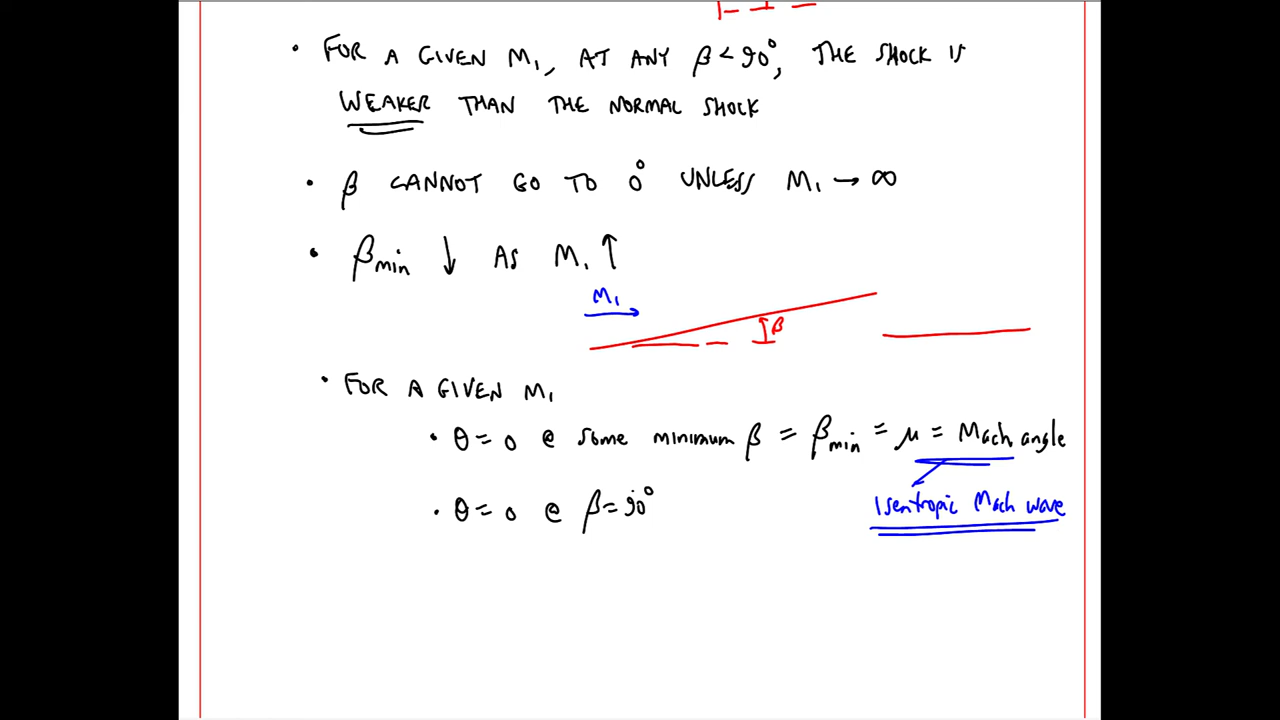 • FOR A GIVEN M₁, AT ANY β < 90°, THE SHOCK IS
WEAKER THAN THE NORMAL SHOCK
• β CANNOT GO TO 0° UNLESS M₁ → ∞
• βmin ↓ AS M₁ ↑
M₁
β
• FOR A GIVEN M₁
• θ = 0 @ some minimum β = βmin = μ = Mach angle
Isentropic Mach wave
• θ = 0 @ β = 90°